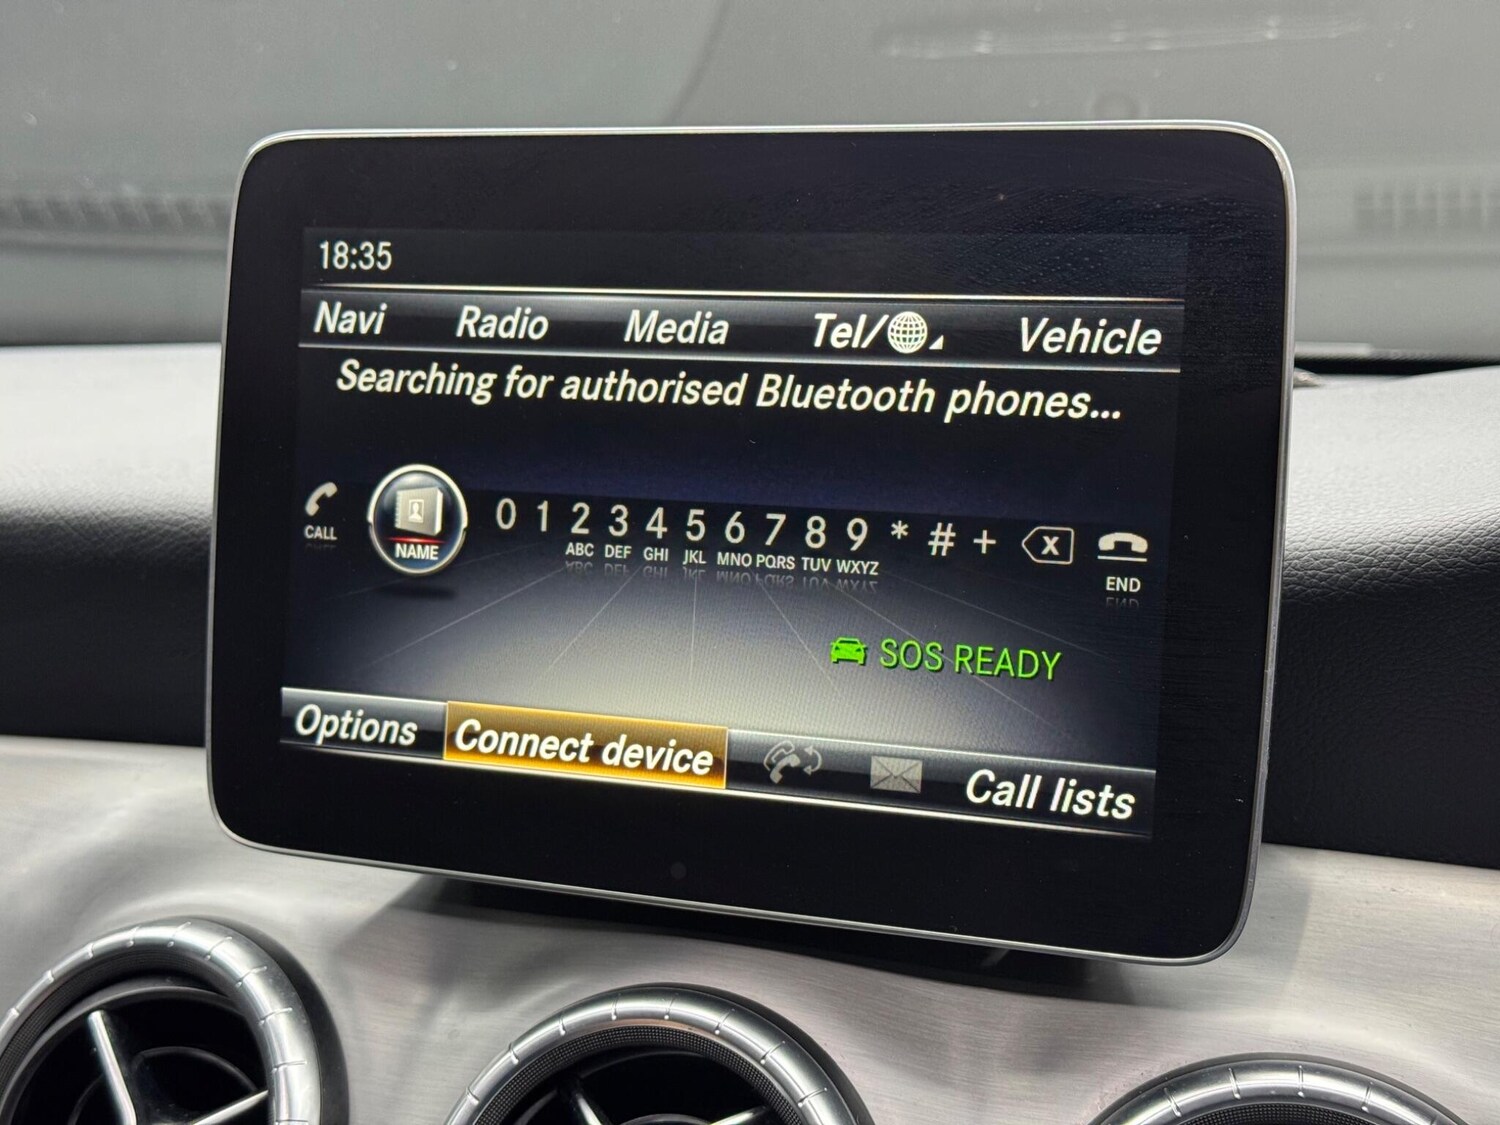 18:35
Navi Radio Media Tel/ Vehicle
Searching for authorised Bluetooth phones...
CALL NAME 0 1 2 3 4 5 6 7 8 9 * # + X END
ABC DEF GHI JKL MNO PQRS TUV WXYZ
SOS READY
Options Connect device Call lists